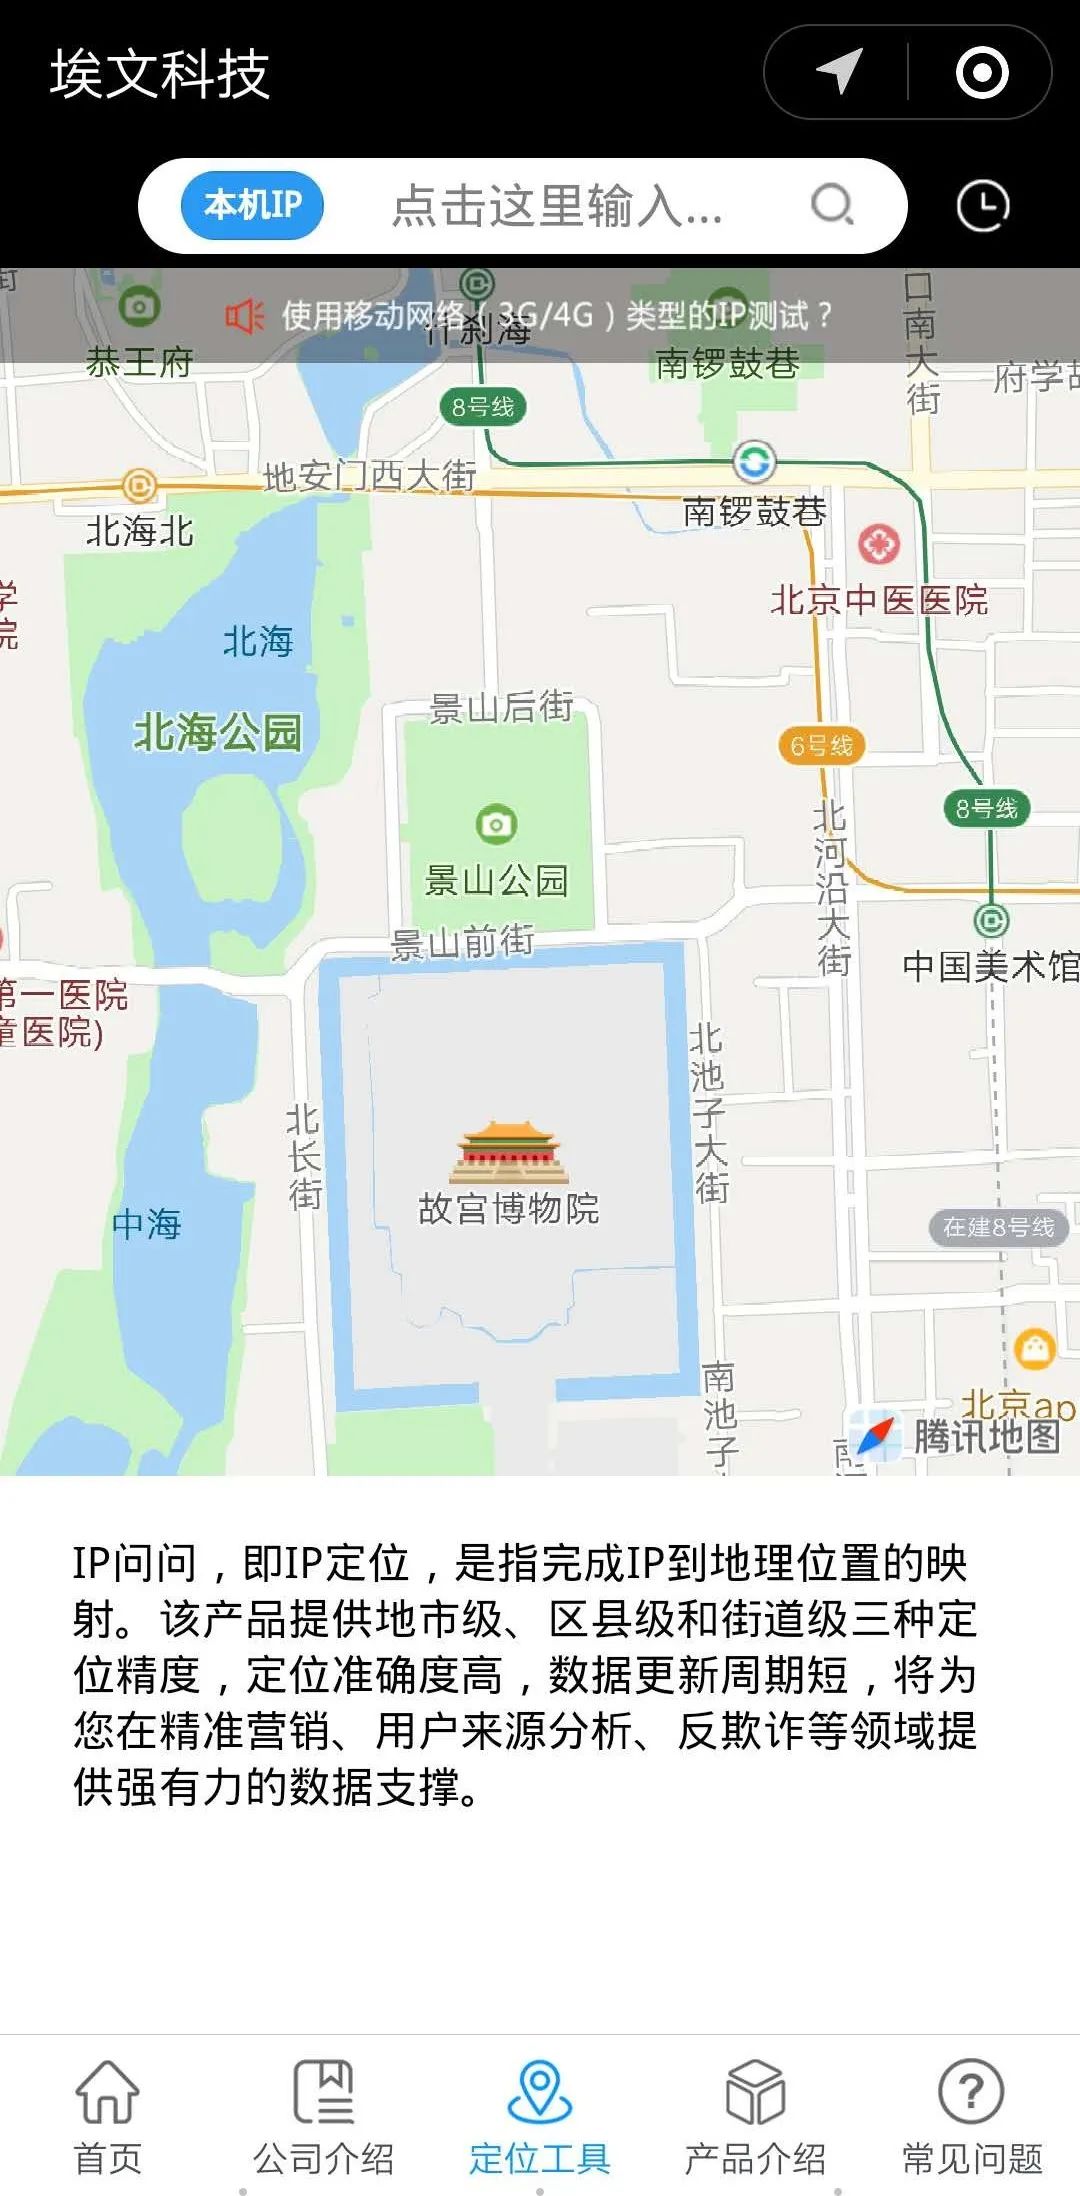 埃文科技
本机IP
点击这里输入...
使用移动网络（3G/4G）类型的IP测试？
街
恭王府
什刹海
南锣鼓巷
口南大街
府学胡
8号线
地安门西大街
北海北
南锣鼓巷
北京中医医院
学
院
北海
北海公园
景山后街
6号线
8号线
北河沿大街
景山公园
景山前街
中国美术馆
第一医院
童医院)
北池子大街
北长街
故宫博物院
中海
在建8号线
南池子
北京ap
腾讯地图
IP问问，即IP定位，是指完成IP到地理位置的映
射。该产品提供地市级、区县级和街道级三种定
位精度，定位准确度高，数据更新周期短，将为
您在精准营销、用户来源分析、反欺诈等领域提
供强有力的数据支撑。
首页
公司介绍
定位工具
产品介绍
常见问题